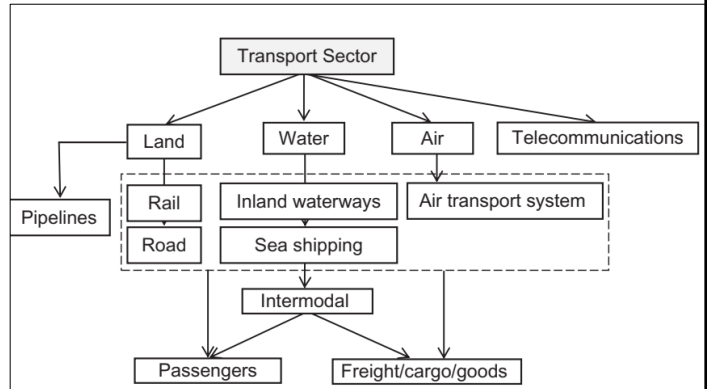 Transport Sector
Land
Water
Air
Telecommunications
Pipelines
Rail
Inland waterways
Air transport system
Road
Sea shipping
Intermodal
Passengers
Freight/cargo/goods